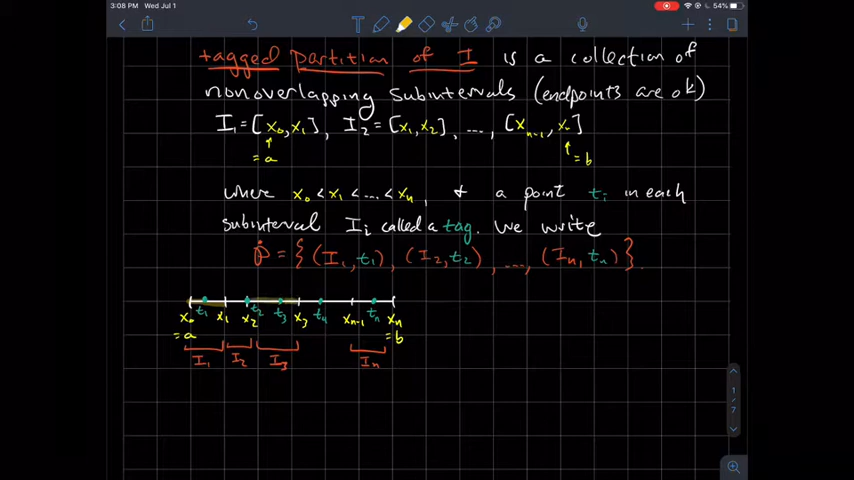 3:08 PM Wed Jul 1
54%
tagged partition of I is a collection of
nonoverlapping subintervals (endpoints are ok)
I₁ = [x₀, x₁], I₂ = [x₁, x₂], ..., [xₙ₋₁, xₙ]
= a = b
where x₀ < x₁ < ... < xₙ, & a point tᵢ in each
subinterval Iᵢ called a tag. We write
Ṗ = {(I₁, t₁), (I₂, t₂), ..., (Iₙ, tₙ)}.
x₀ t₁ x₁ x₂ t₂ t₃ x₃ t₄ xₙ₋₁ tₙ xₙ
= a = b
I₁ I₂ I₃ Iₙ
1
/
7